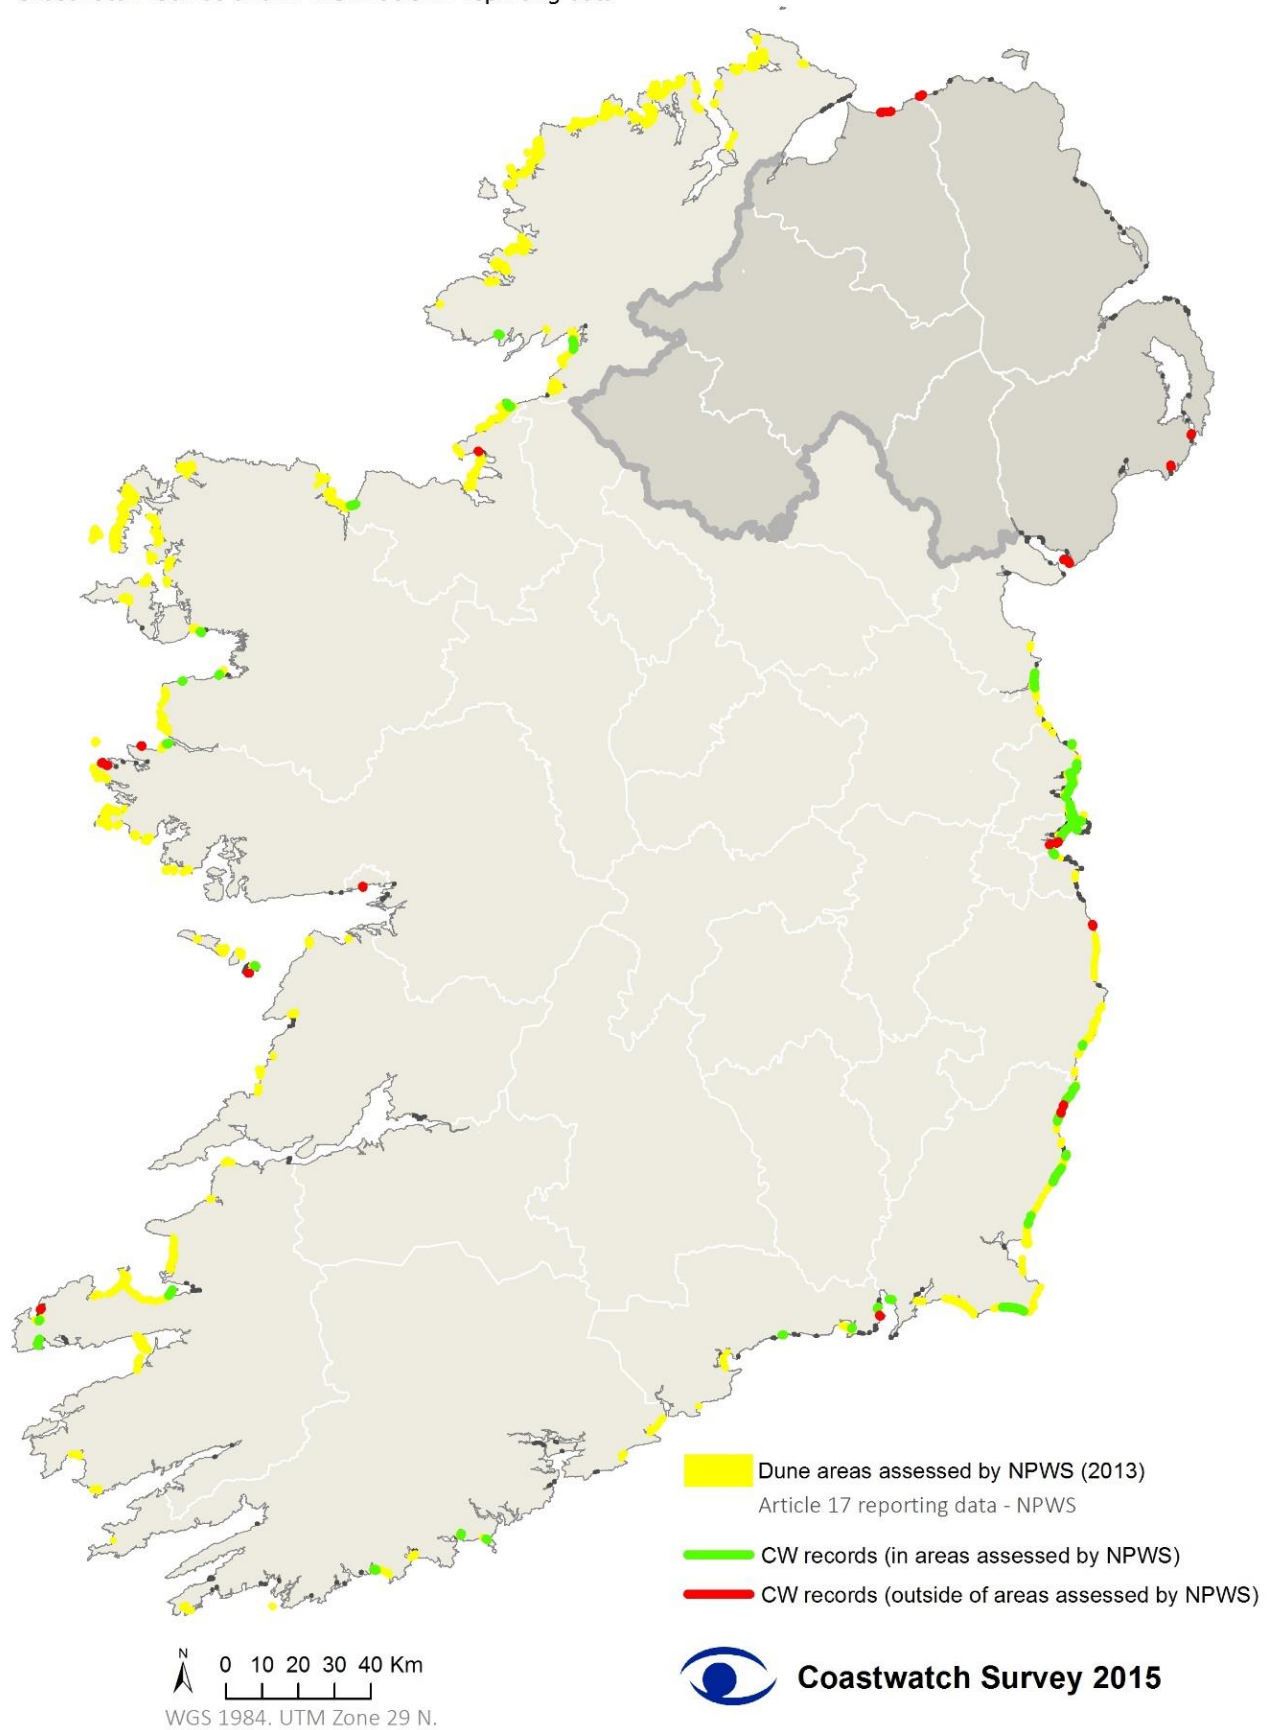 Dune areas assessed by NPWS (2013)
Article 17 reporting data - NPWS
CW records (in areas assessed by NPWS)
CW records (outside of areas assessed by NPWS)
N
0 10 20 30 40 Km
WGS 1984. UTM Zone 29 N.
Coastwatch Survey 2015